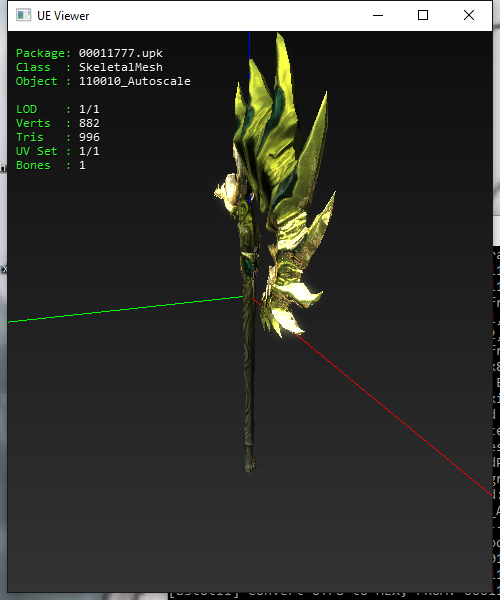 UE Viewer
Package: 00011777.upk
Class : SkeletalMesh
Object : 110010_Autoscale
LOD : 1/1
Verts : 882
Tris : 996
UV Set : 1/1
Bones : 1